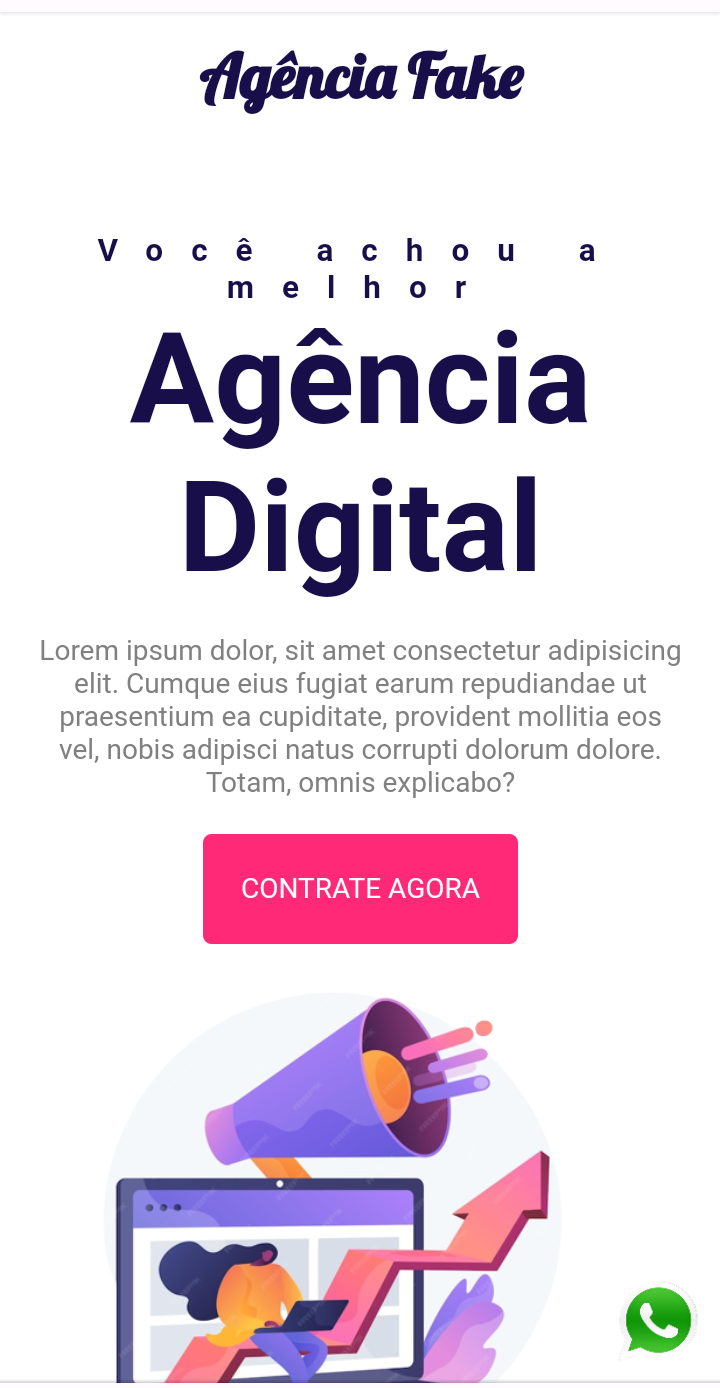 Agência Fake
Você achou a
melhor
Agência
Digital
Lorem ipsum dolor, sit amet consectetur adipisicing
elit. Cumque eius fugiat earum repudiandae ut
praesentium ea cupiditate, provident mollitia eos
vel, nobis adipisci natus corrupti dolorum dolore.
Totam, omnis explicabo?
CONTRATE AGORA